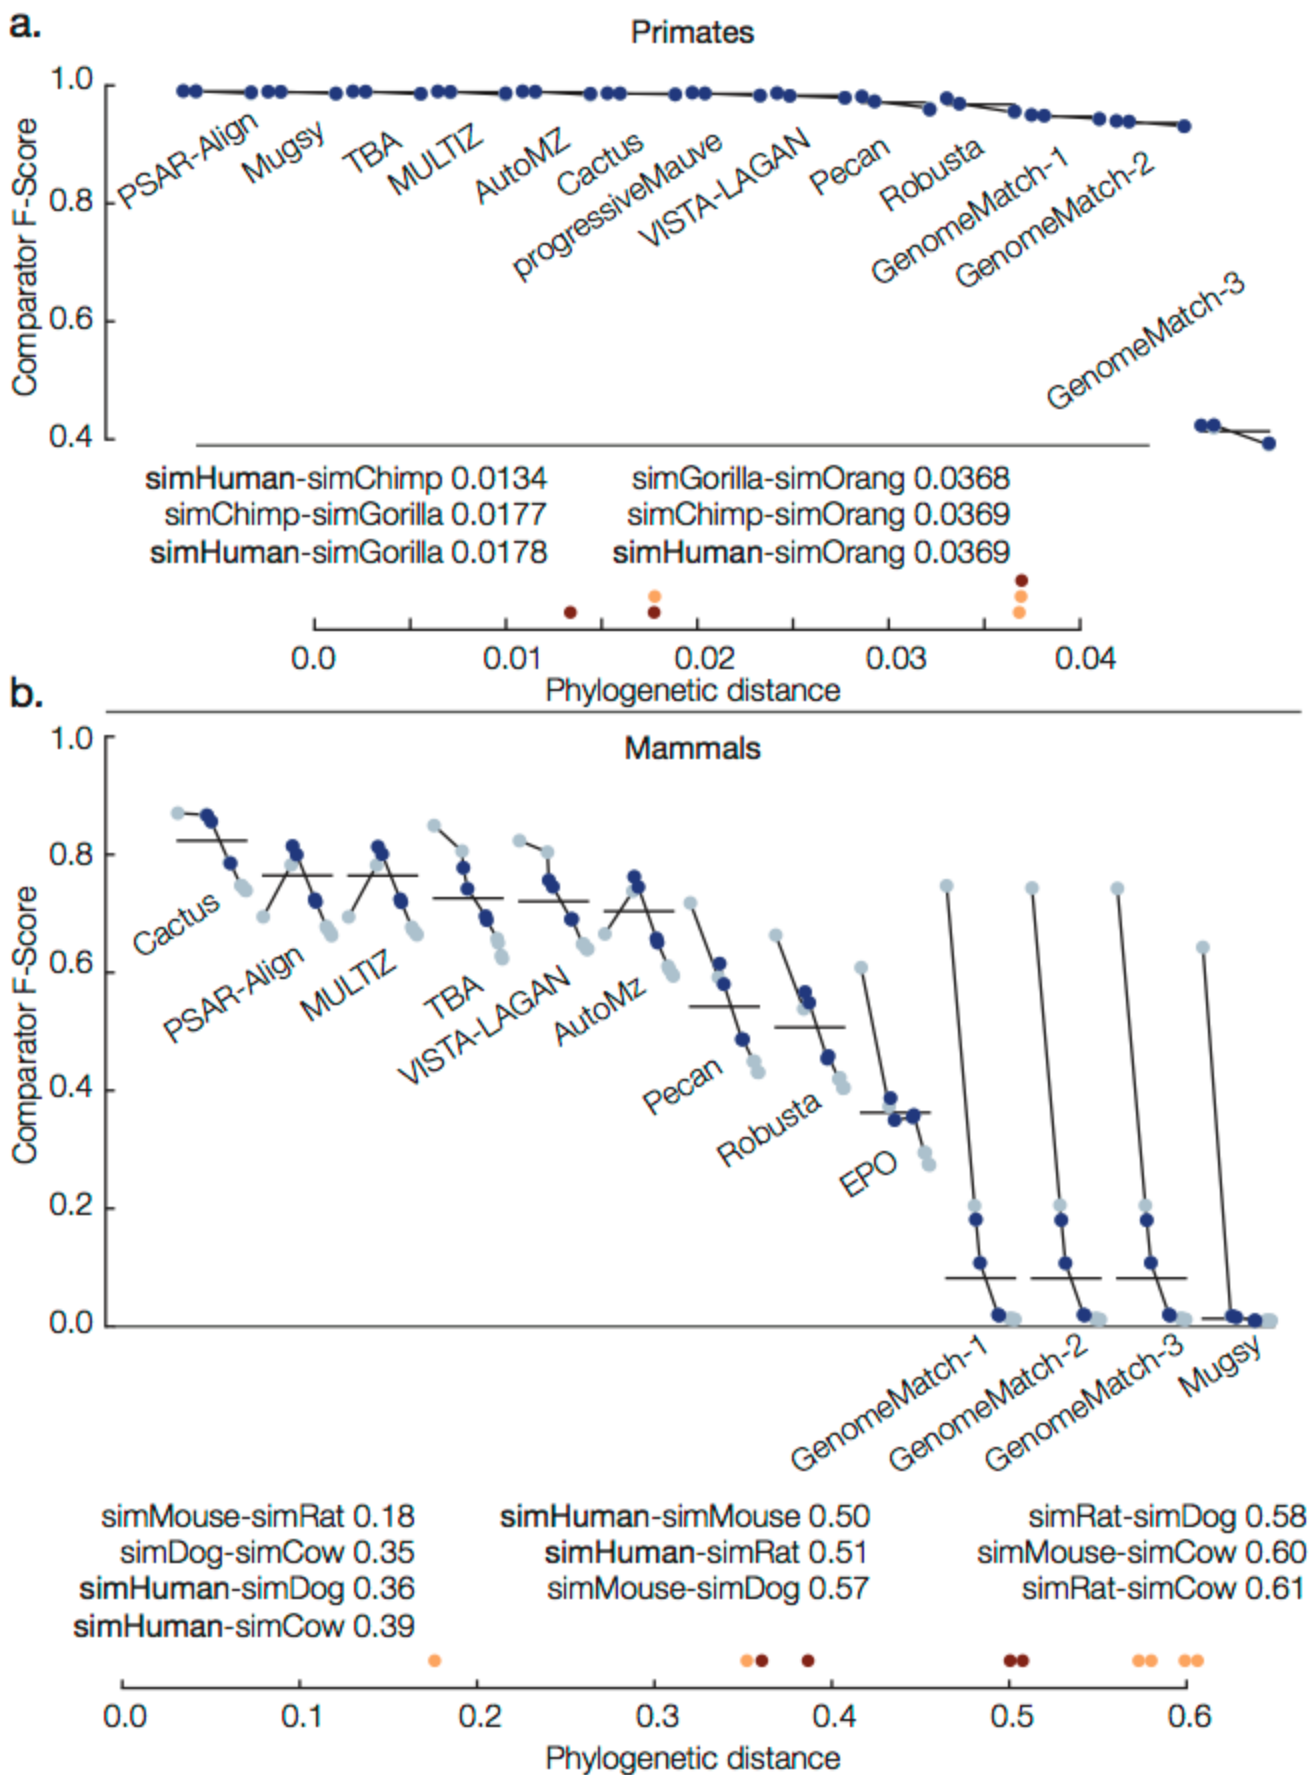 a.
Primates
Comparator F-Score
1.0
0.8
0.6
0.4
PSAR-Align
Mugsy
TBA
MULTIZ
AutoMZ
Cactus
progressiveMauve
VISTA-LAGAN
Pecan
Robusta
GenomeMatch-1
GenomeMatch-2
GenomeMatch-3
simHuman-simChimp 0.0134
simChimp-simGorilla 0.0177
simHuman-simGorilla 0.0178
simGorilla-simOrang 0.0368
simChimp-simOrang 0.0369
simHuman-simOrang 0.0369
0.0 0.01 0.02 0.03 0.04
Phylogenetic distance
b.
Mammals
Comparator F-Score
1.0
0.8
0.6
0.4
0.2
0.0
Cactus
PSAR-Align
MULTIZ
TBA
VISTA-LAGAN
AutoMz
Pecan
Robusta
EPO
GenomeMatch-1
GenomeMatch-2
GenomeMatch-3
Mugsy
simMouse-simRat 0.18
simDog-simCow 0.35
simHuman-simDog 0.36
simHuman-simCow 0.39
simHuman-simMouse 0.50
simHuman-simRat 0.51
simMouse-simDog 0.57
simRat-simDog 0.58
simMouse-simCow 0.60
simRat-simCow 0.61
0.0 0.1 0.2 0.3 0.4 0.5 0.6
Phylogenetic distance